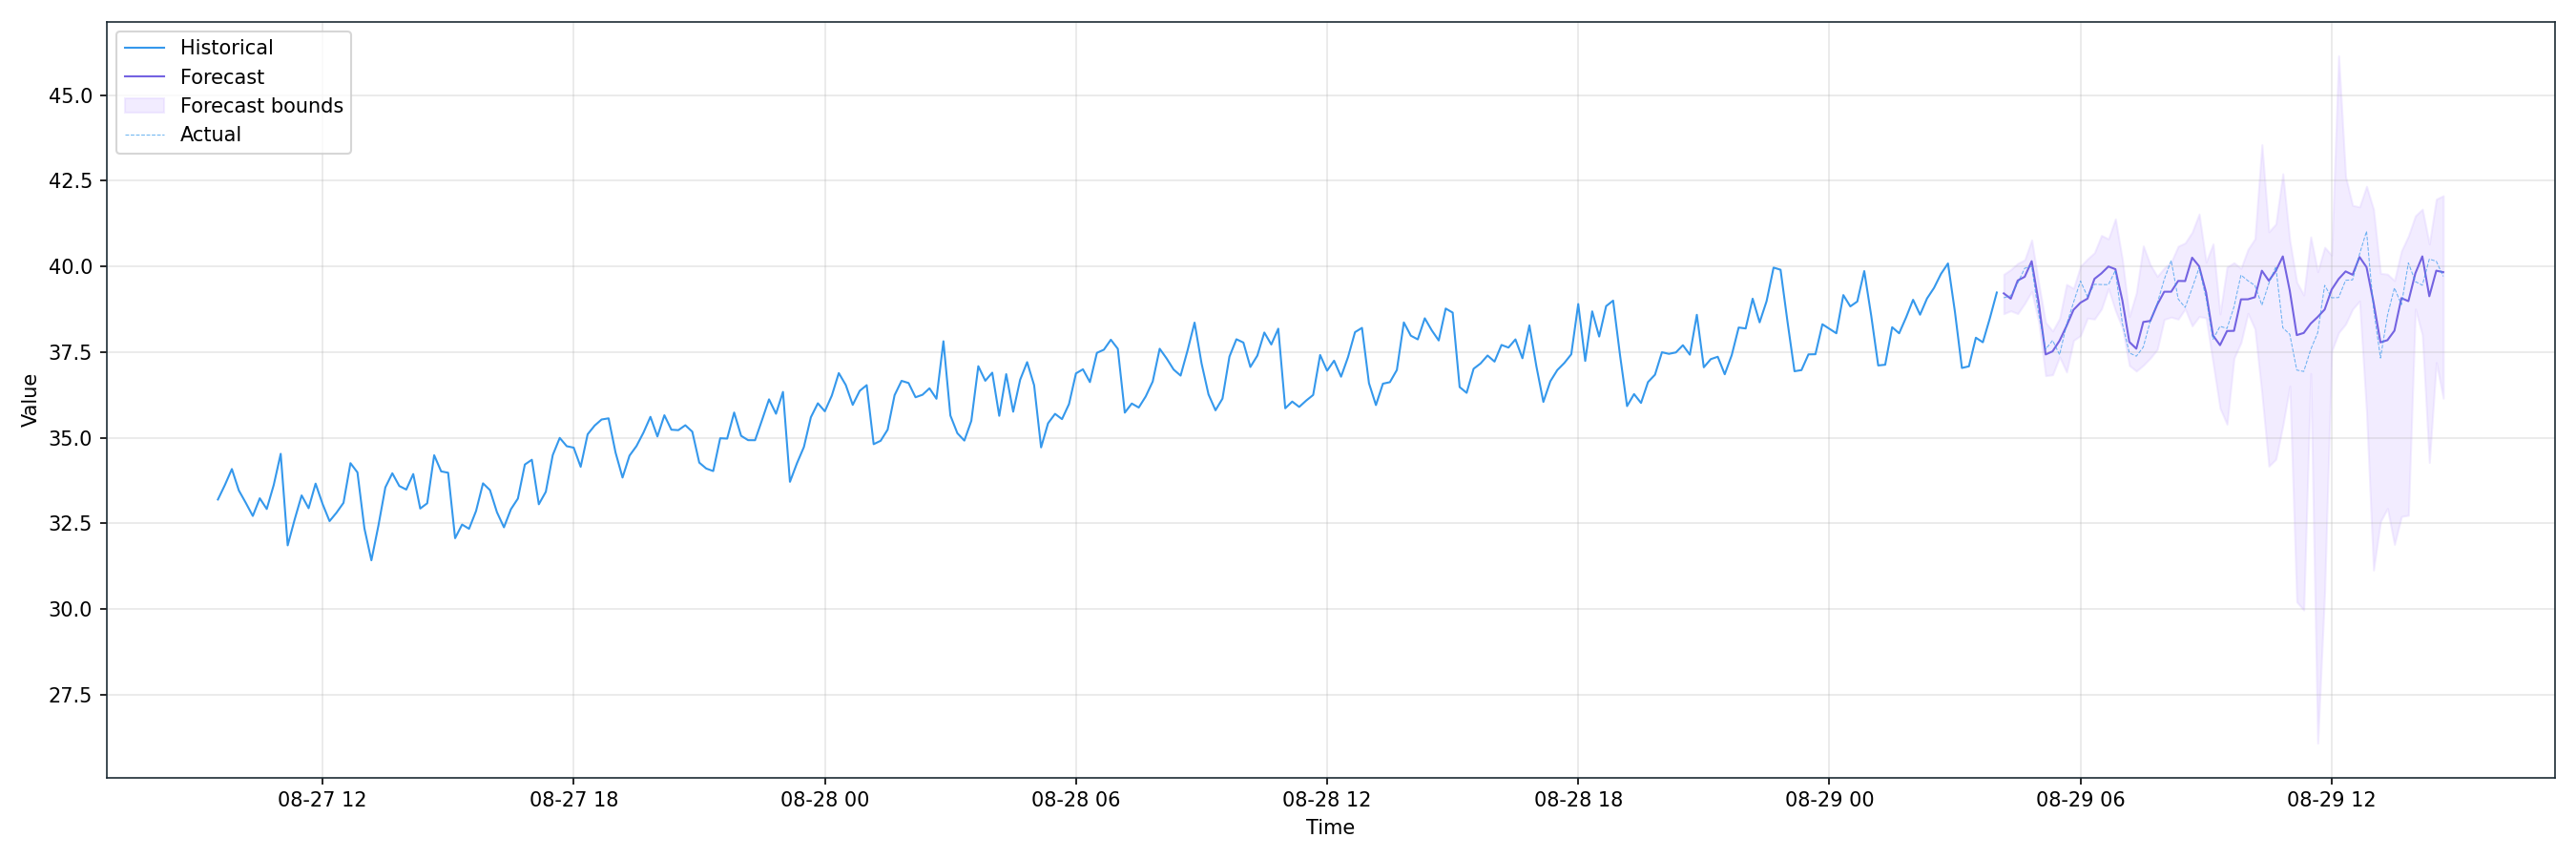 Historical
Forecast
Forecast bounds
Actual
45.0
42.5
40.0
37.5
35.0
32.5
30.0
27.5
Value
08-27 12
08-27 18
08-28 00
08-28 06
08-28 12
08-28 18
08-29 00
08-29 06
08-29 12
Time